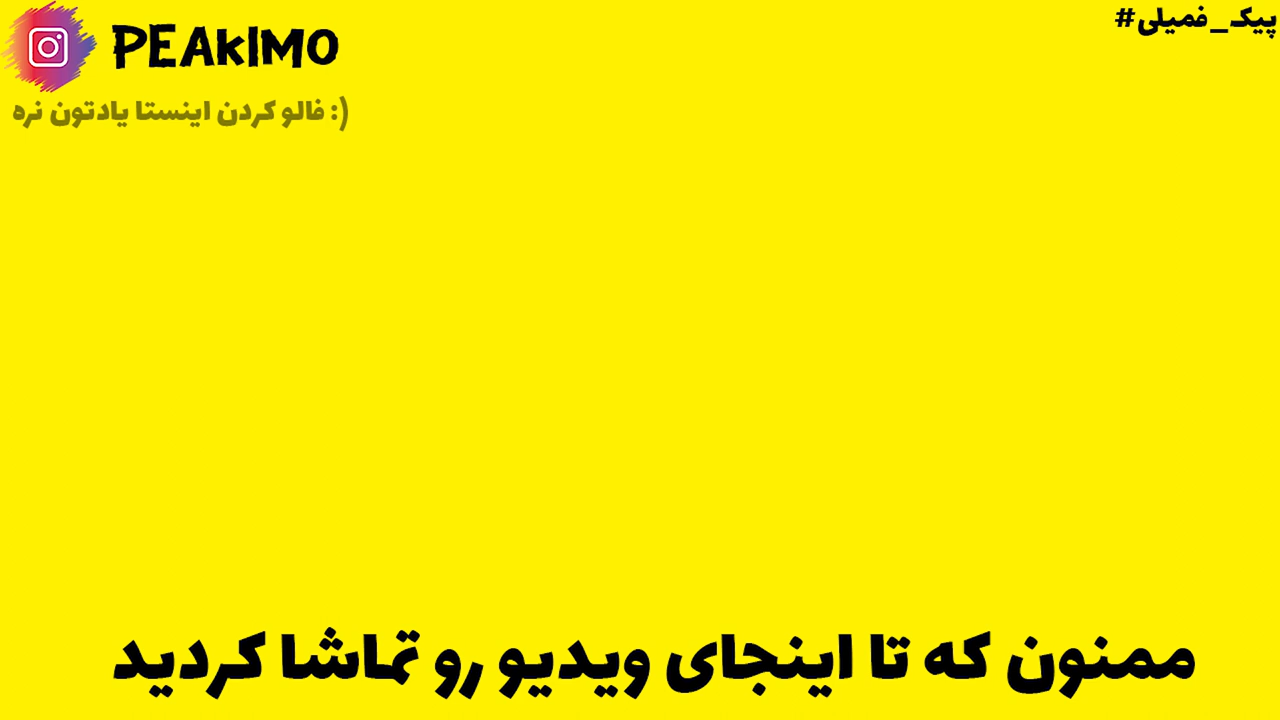 PEAKIMO
فالو کردن اینستا یادتون نره :)
#پیک_فمیلی
ممنون که تا اینجای ویدیو رو تماشا کردید